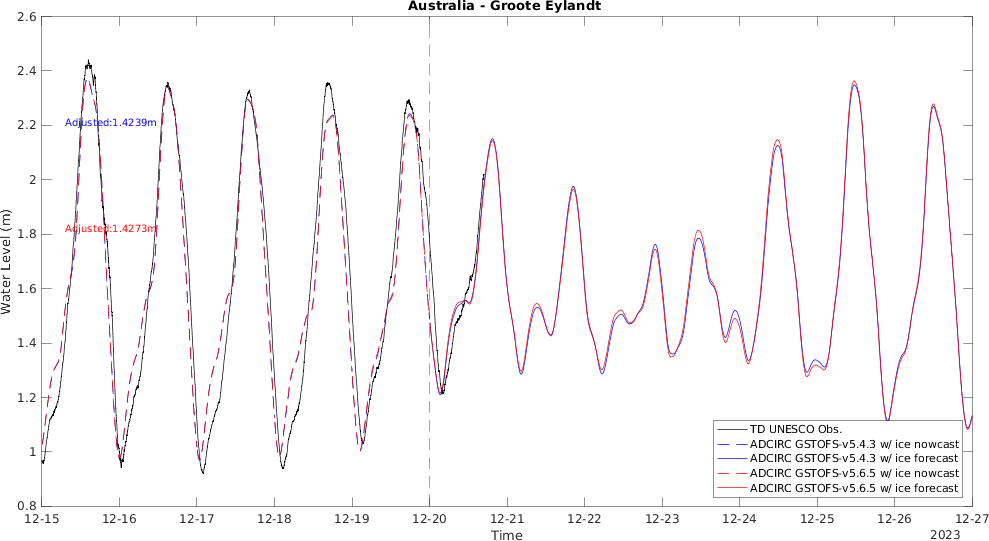 Australia - Groote Eylandt
2.6
2.4
2.2
2
1.8
1.6
1.4
1.2
1
0.8
Water Level (m)
Adjusted:1.4239m
Adjusted:1.4273m
TD UNESCO Obs.
ADCIRC GSTOFS-v5.4.3 w/ ice nowcast
ADCIRC GSTOFS-v5.4.3 w/ ice forecast
ADCIRC GSTOFS-v5.6.5 w/ ice nowcast
ADCIRC GSTOFS-v5.6.5 w/ ice forecast
12-15 12-16 12-17 12-18 12-19 12-20 12-21 12-22 12-23 12-24 12-25 12-26 12-27
Time
2023